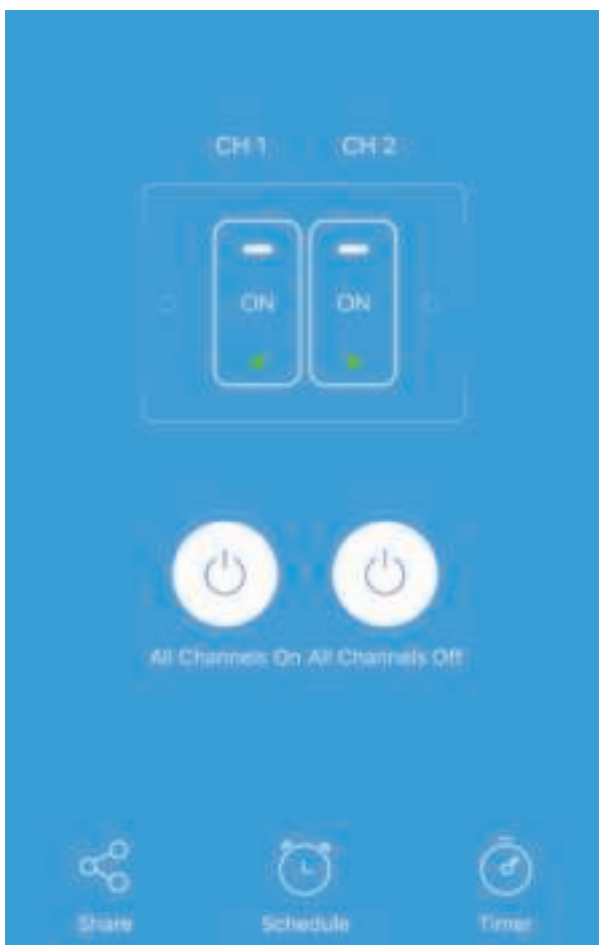 CH 1 CH 2
ON ON
All Channels On All Channels Off
Share Schedule Timer